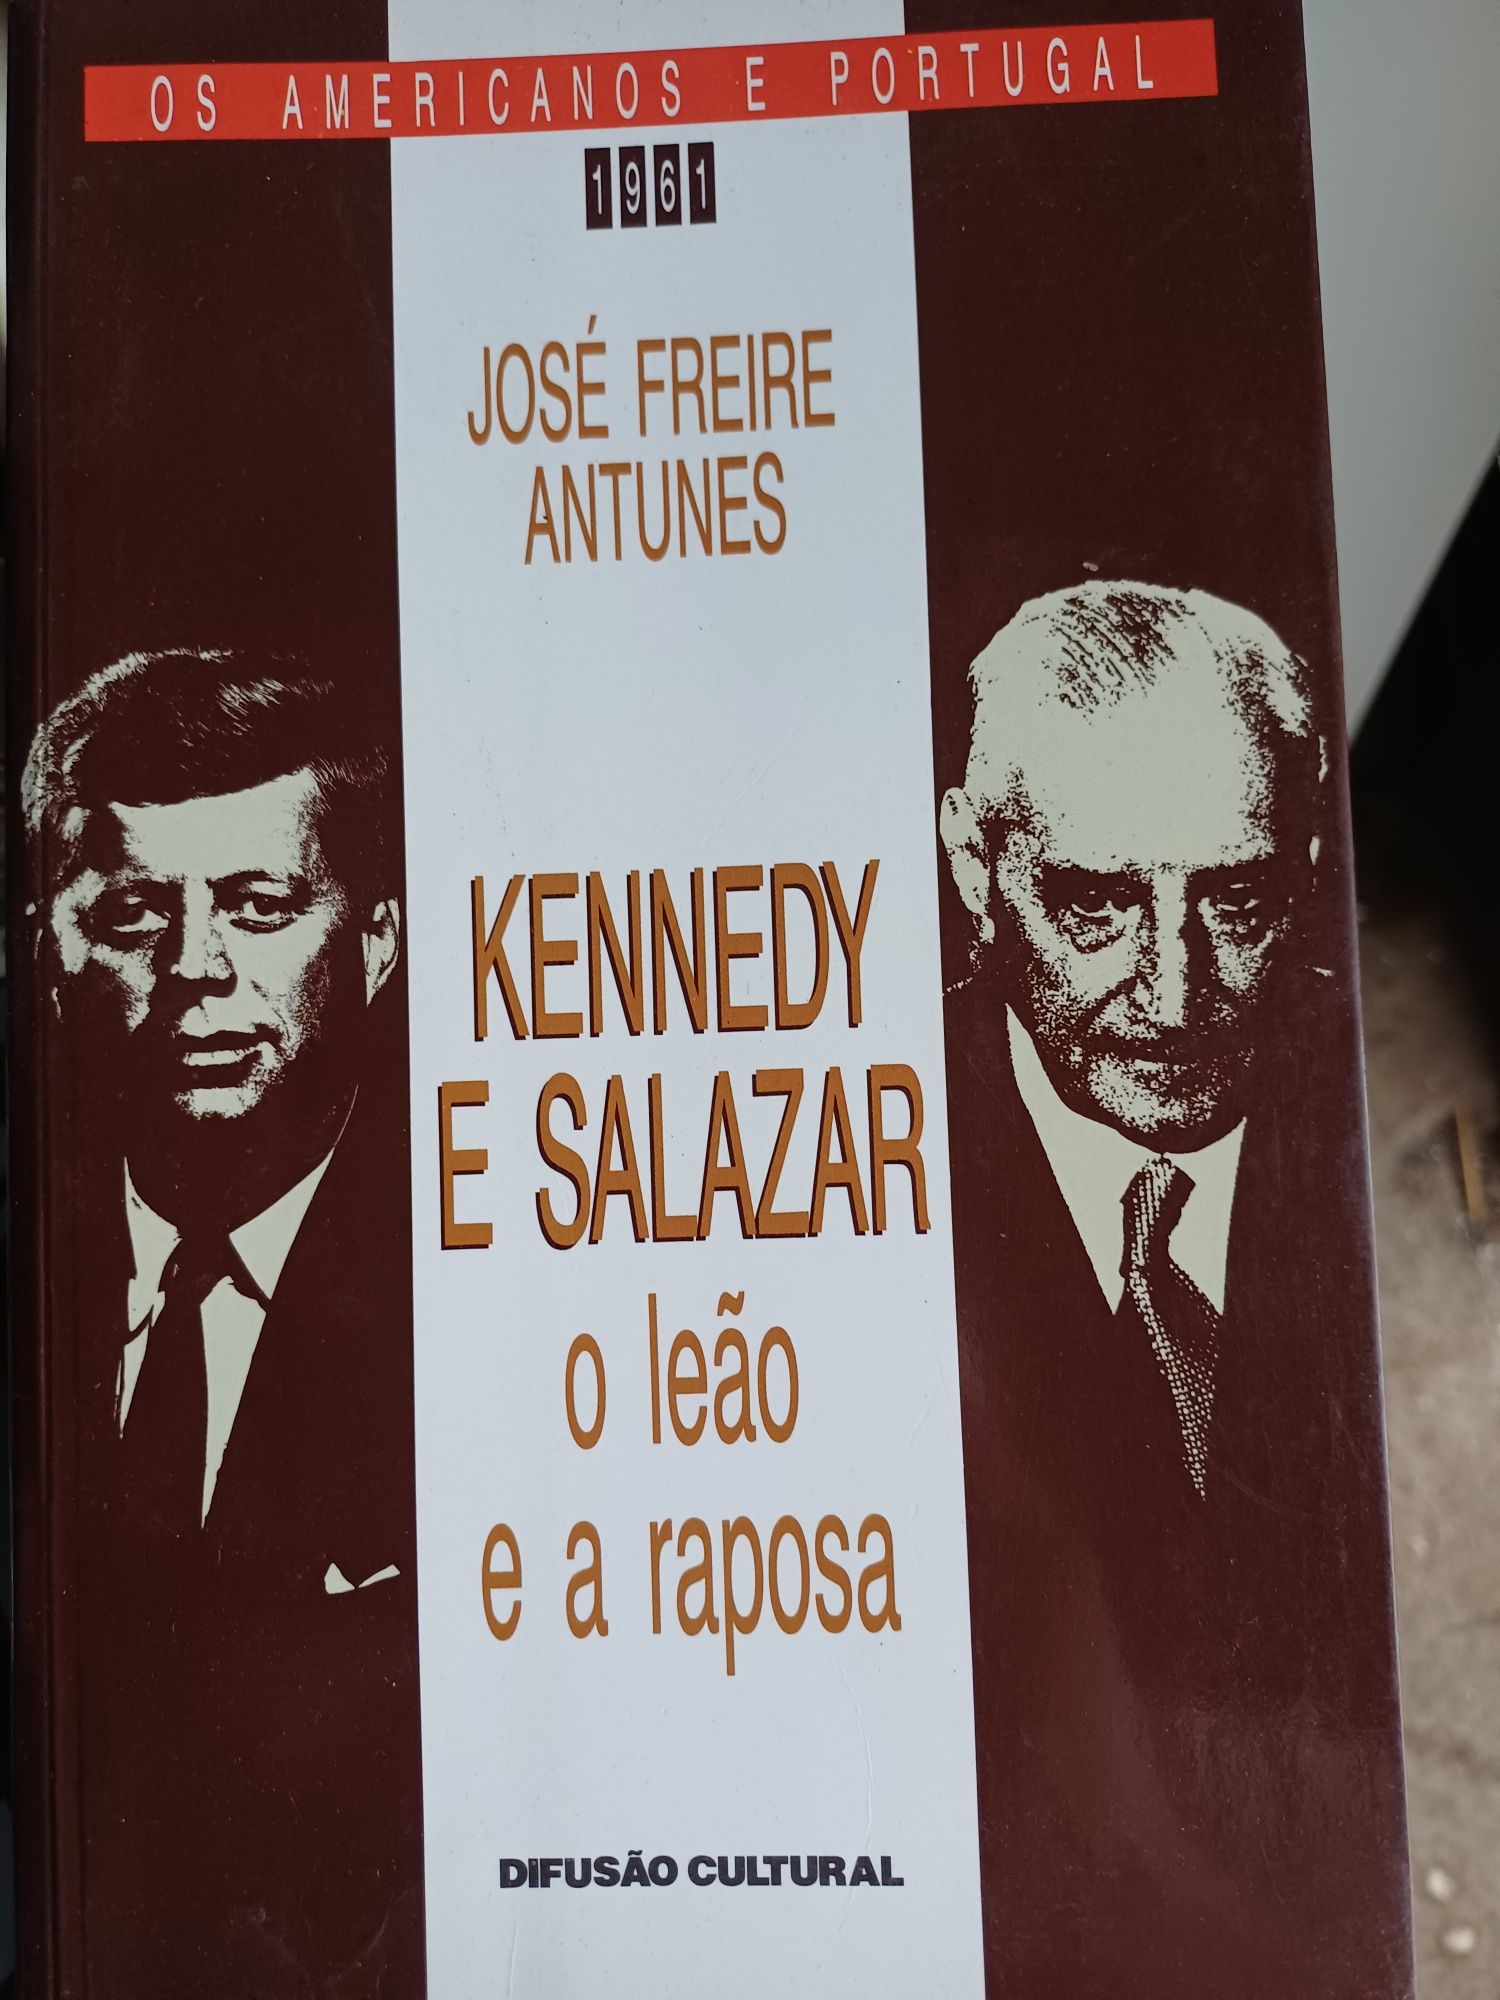 OS AMERICANOS E PORTUGAL
1961
JOSÉ FREIRE
ANTUNES
KENNEDY
E SALAZAR
o leão
e a raposa
DIFUSÃO CULTURAL